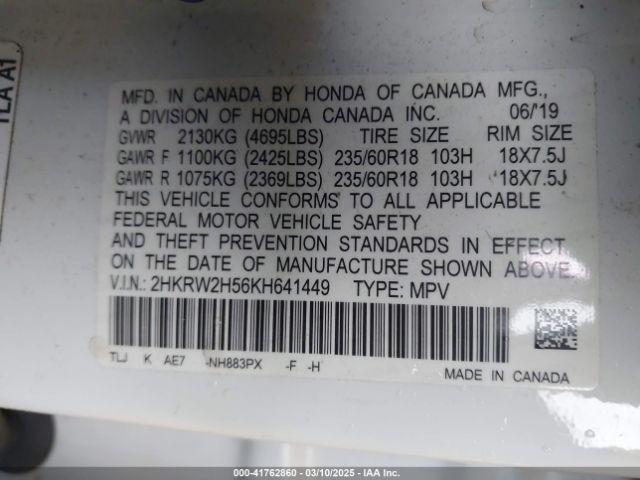 TLA A1
MFD. IN CANADA BY HONDA OF CANADA MFG.,
A DIVISION OF HONDA CANADA INC. 06/'19
GVWR 2130KG (4695LBS) TIRE SIZE RIM SIZE
GAWR F 1100KG (2425LBS) 235/60R18 103H 18X7.5J
GAWR R 1075KG (2369LBS) 235/60R18 103H 18X7.5J
THIS VEHICLE CONFORMS TO ALL APPLICABLE
FEDERAL MOTOR VEHICLE SAFETY
AND THEFT PREVENTION STANDARDS IN EFFECT
ON THE DATE OF MANUFACTURE SHOWN ABOVE.
V.I.N.: 2HKRW2H56KH641449 TYPE: MPV
TLJ K AE7 -NH883PX -F -H
MADE IN CANADA
000-41762860 — 03/10/2025 — IAA Inc.